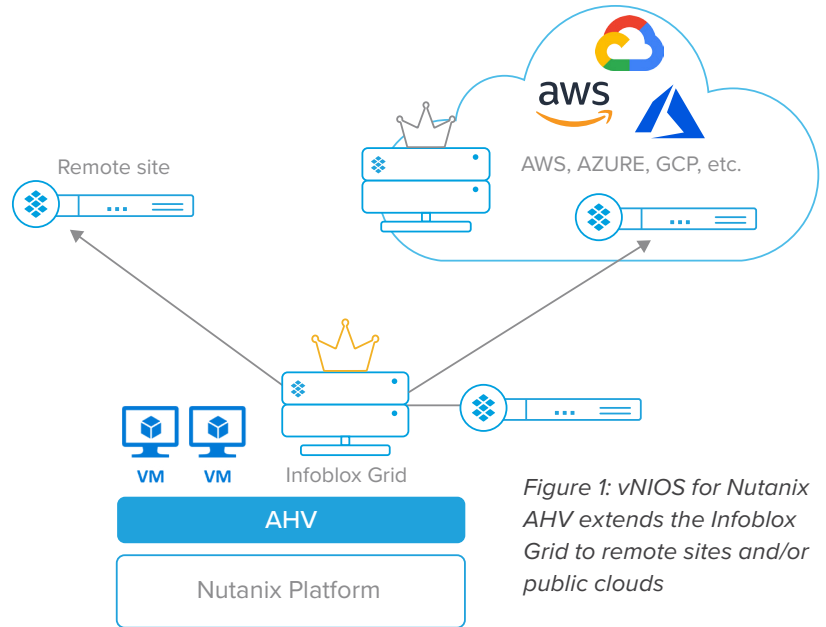 aws
Remote site
AWS, AZURE, GCP, etc.
VM
VM
Infoblox Grid
AHV
Nutanix Platform
Figure 1: vNIOS for Nutanix
AHV extends the Infoblox
Grid to remote sites and/or
public clouds